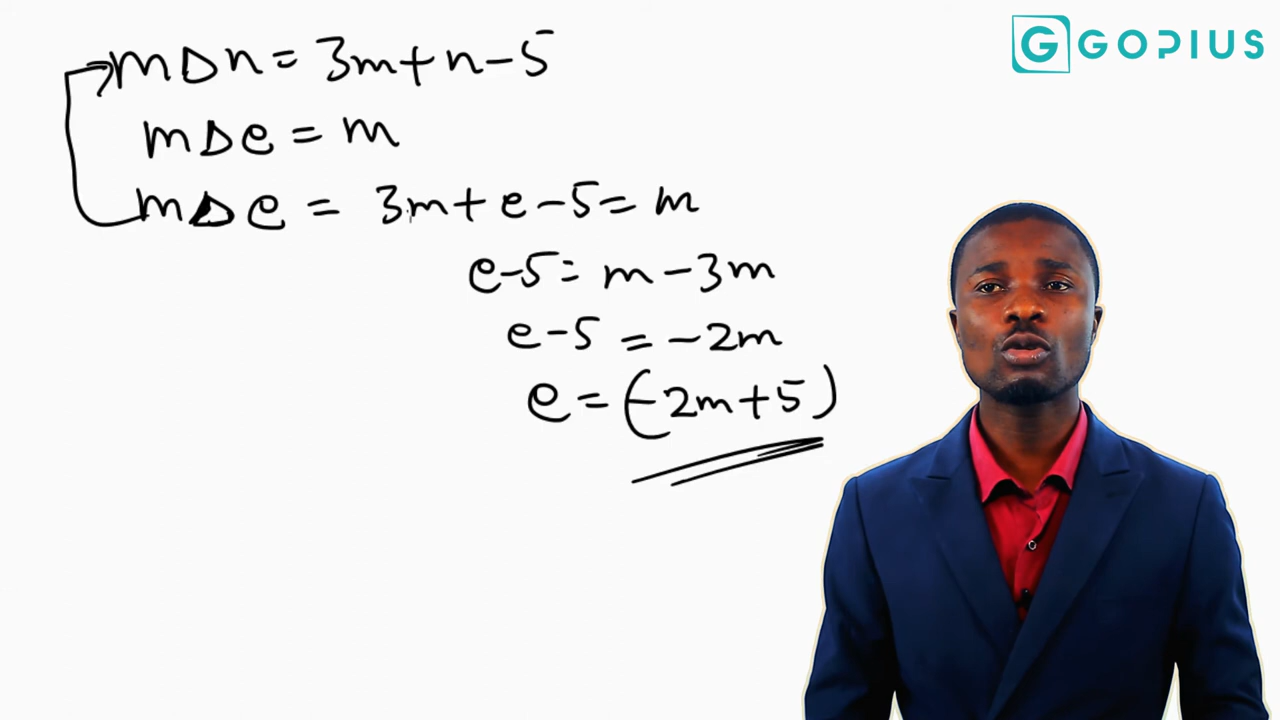 GOPIUS
m∆n = 3m+n-5
m∆e = m
m∆e = 3m+e-5=m
e-5= m-3m
e-5 = -2m
e = (-2m+5)